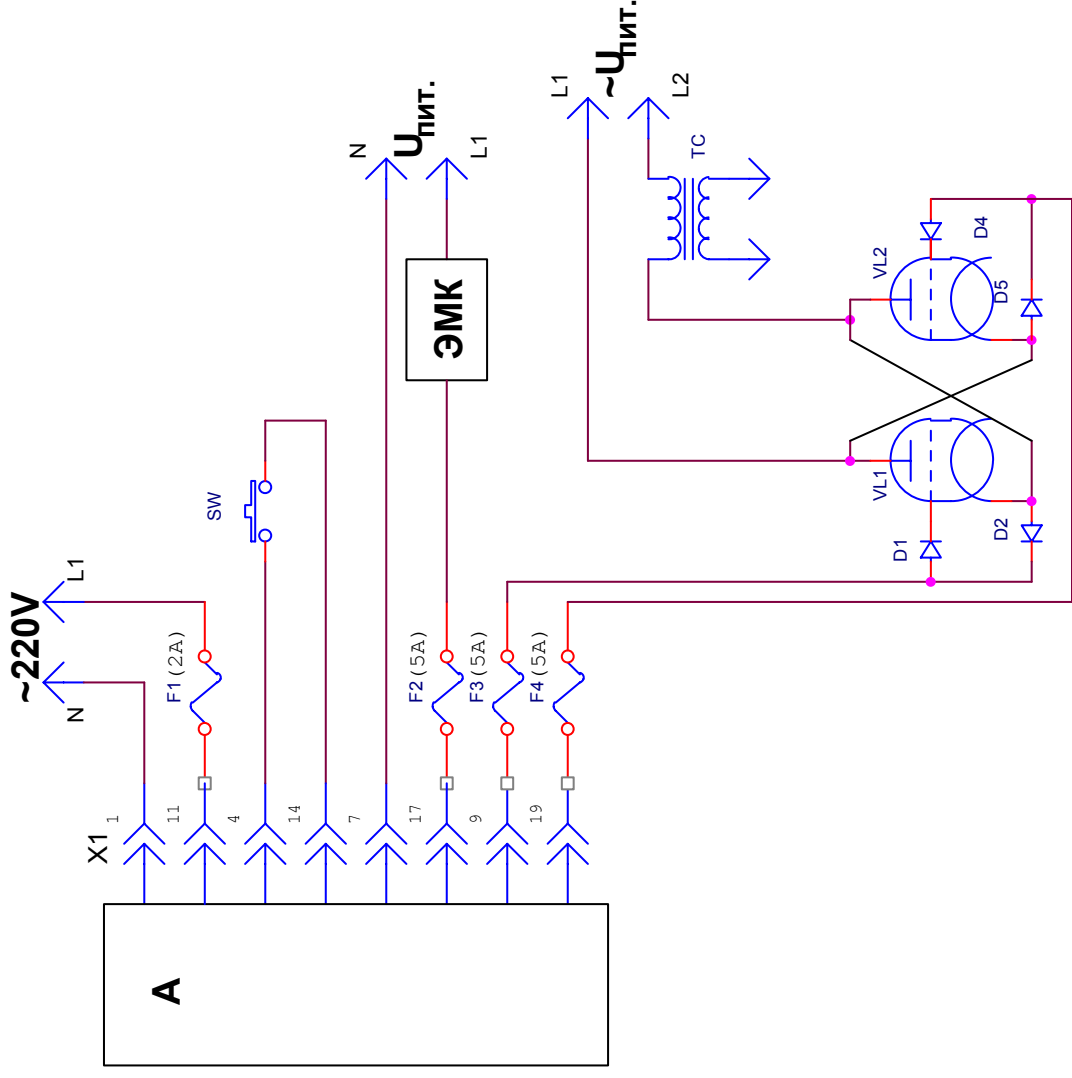 ~220V
N
L1
X1
1
11
F1 (2A)
4
SW
14
7
N
Uпит.
17
F2 (5A)
ЭМК
L1
9
F3 (5A)
19
F4 (5A)
A
L1
~Uпит.
L2
TC
VL1
VL2
D1
D2
D4
D5